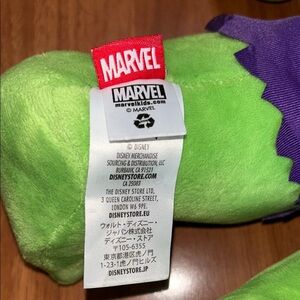 MARVEL
MARVEL
marvelkids.com
© MARVEL
© DISNEY
DISNEY MERCHANDISE
SOURCING & DISTRIBUTION, LLC
BURBANK, CA 91521
DISNEYSTORE.COM
CA 25083
THE DISNEY STORE LTD.
3 QUEEN CAROLINE STREET,
LONDON W6 9PE.
DISNEYSTORE.EU
ウォルト・ディズニー・
ジャパン株式会社
ディズニー・ストア
〒105-6355
東京都港区虎ノ門
1-23-1虎ノ門ヒルズ
DISNEYSTORE.JP